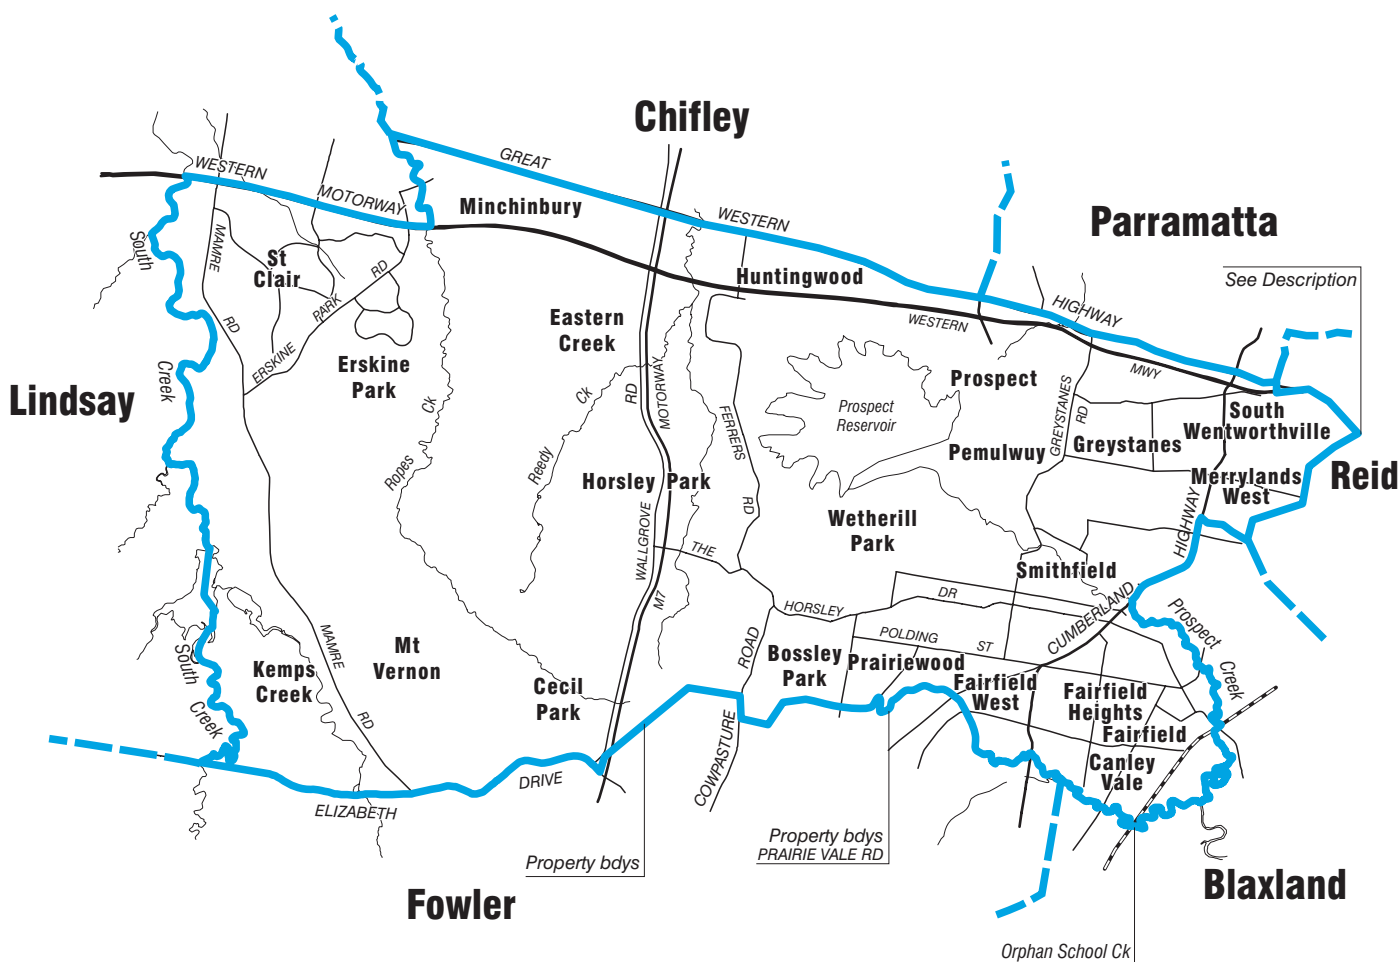 Chifley
GREAT
WESTERN
WESTERN
MOTORWAY
Minchinbury
Parramatta
HIGHWAY
See Description
South
MAMRE
RD
St
Clair
RD
PARK
ERSKINE
Huntingwood
WESTERN
MWY
Eastern
Creek
Erskine
Park
Creek
Lindsay
Ck
Ropes
Ck
Reedy
RD
MOTORWAY
FERRERS
RD
Prospect
Reservoir
Prospect
GREYSTANES
RD
Pemulwuy
Greystanes
South
Wentworthville
Merrylands
West
Reid
Horsley Park
WALLGROVE
M7
THE
Wetherill
Park
HIGHWAY
Smithfield
CUMBERLAND
HORSLEY
DR
POLDING
ST
Prospect
Creek
South
Creek
Kemps
Creek
MAMRE
RD
Mt
Vernon
Cecil
Park
ROAD
COWPASTURE
Bossley
Park
Prairiewood
Fairfield
West
Fairfield
Heights
Fairfield
Canley
Vale
DRIVE
ELIZABETH
Property bdys
Property bdys
PRAIRIE VALE RD
Fowler
Blaxland
Orphan School Ck